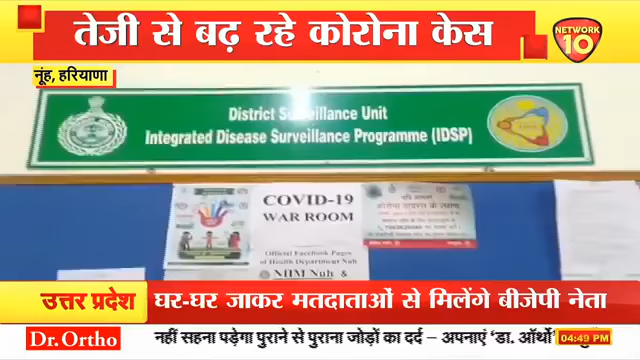 तेजी से बढ़ रहे कोरोना केस
NETWORK
10
नूंह, हरियाणा
District Surveillance Unit
Integrated Disease Surveillance Programme (IDSP)
COVID-19
WAR ROOM
Official Facebook Pages
of Health Department Nuh
NHM Nuh &
उत्तर प्रदेश
घर-घर जाकर मतदाताओं से मिलेंगे बीजेपी नेता
Dr. Ortho
नहीं सहना पड़ेगा पुराने से पुराना जोड़ों का दर्द – अपनाएं ‘डा. ऑर्थो’
04:49 PM